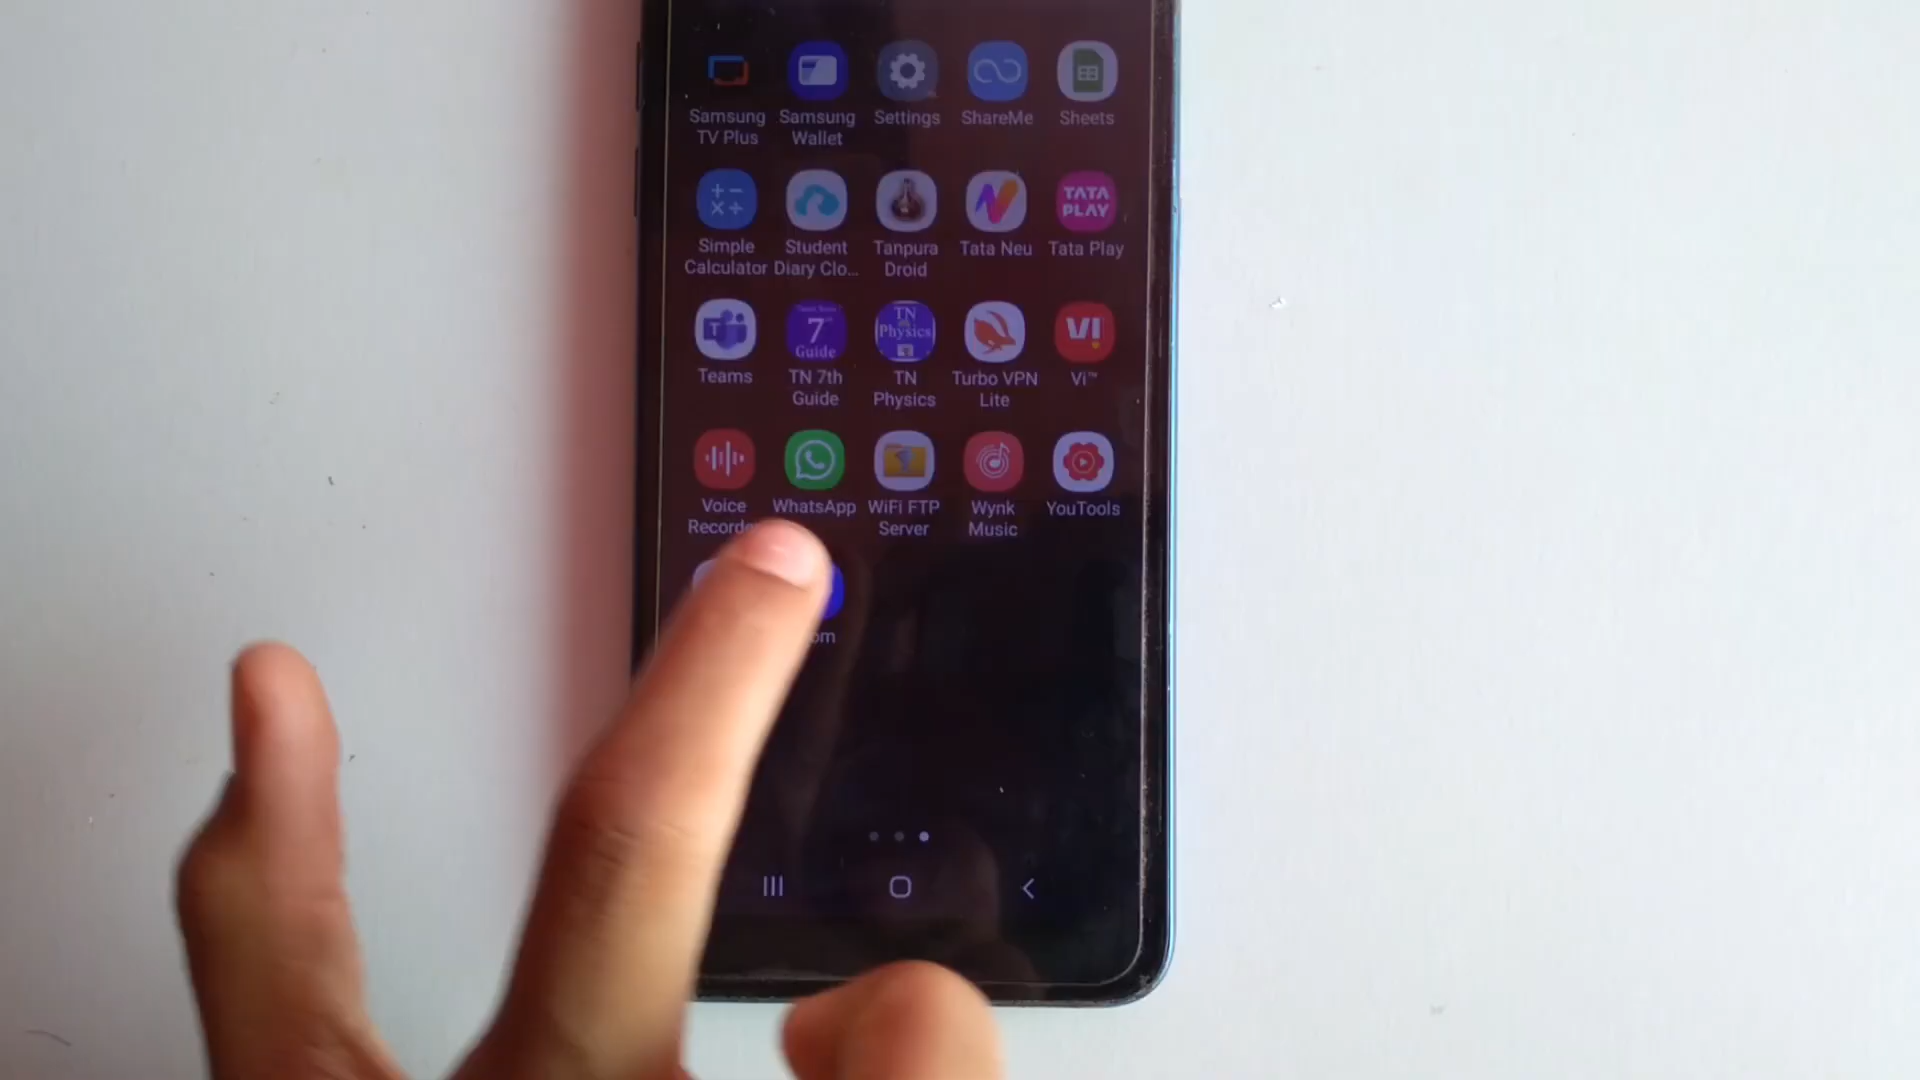 Samsung
TV Plus
Samsung
Wallet
Settings
ShareMe
Sheets
Simple
Calculator
Student
Diary Clo...
Tanpura
Droid
Tata Neu
TATA
PLAY
Tata Play
T
Teams
7
Guide
TN 7th
Guide
TN
Physics
TN
Physics
Turbo VPN
Lite
VI
Vi™
Voice
WhatsApp
WiFi FTP
Server
Wynk
Music
YouTools